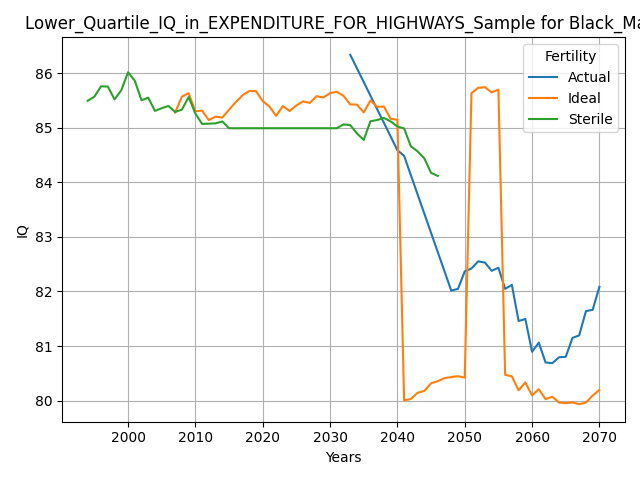 Lower_Quartile_IQ_in_EXPENDITURE_FOR_HIGHWAYS_Sample for Black_Ma
Fertility
Actual
Ideal
Sterile
IQ
86
85
84
83
82
81
80
2000 2010 2020 2030 2040 2050 2060 2070
Years